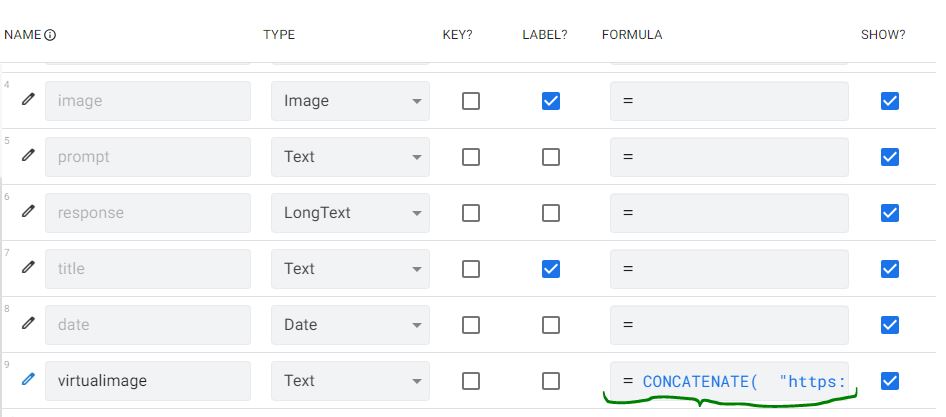 NAME TYPE KEY? LABEL? FORMULA SHOW?
4 image Image =
5 prompt Text =
6 response LongText =
7 title Text =
8 date Date =
9 virtualimage Text = CONCATENATE( "https: